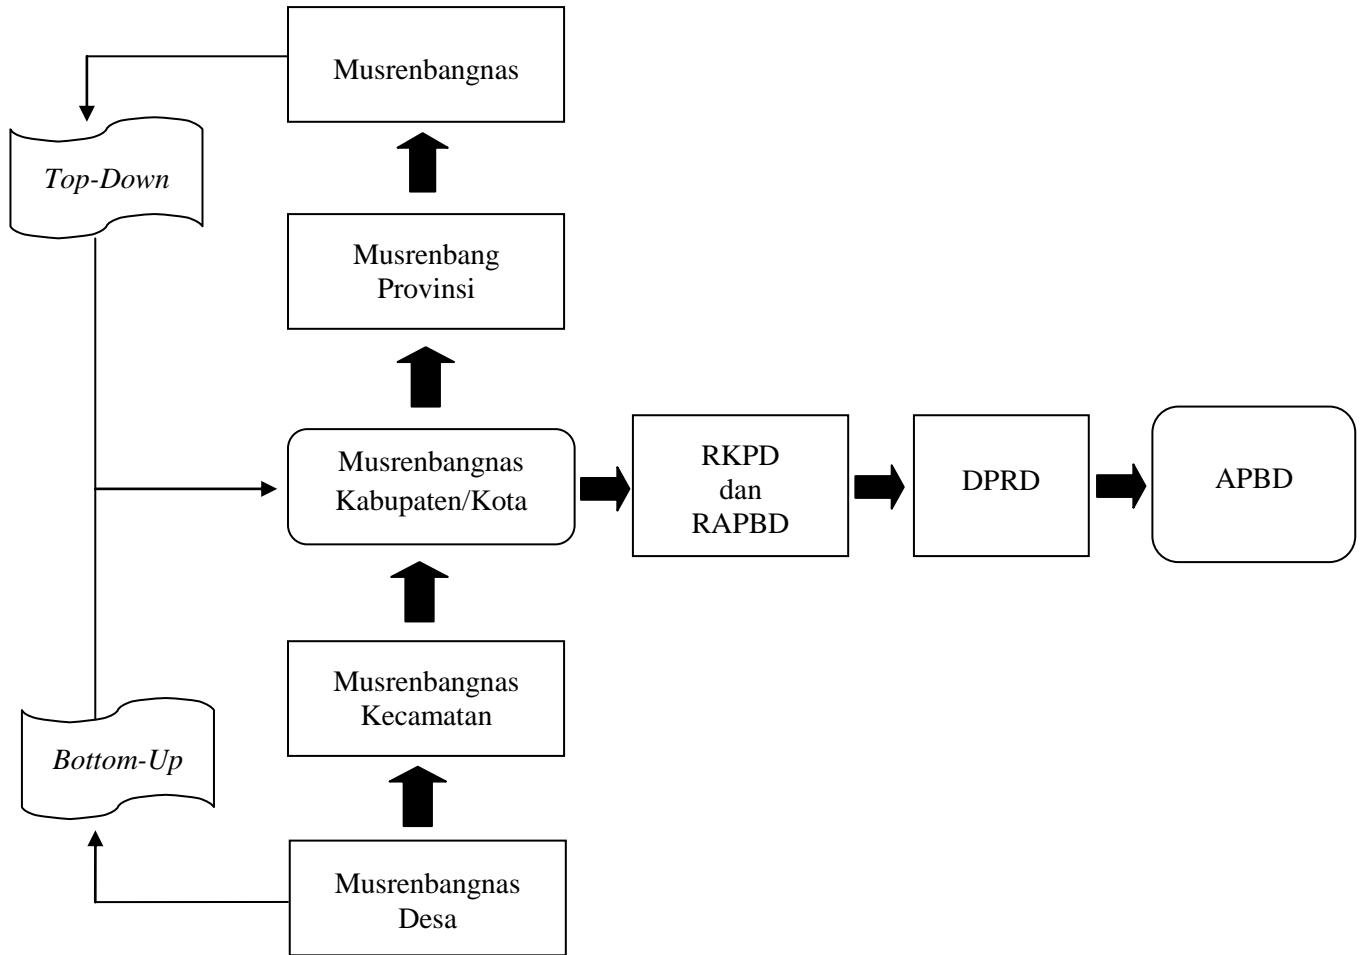 Musrenbangnas
Top-Down
Musrenbang
Provinsi
Musrenbangnas
Kabupaten/Kota
RKPD
dan
RAPBD
DPRD
APBD
Musrenbangnas
Kecamatan
Bottom-Up
Musrenbangnas
Desa